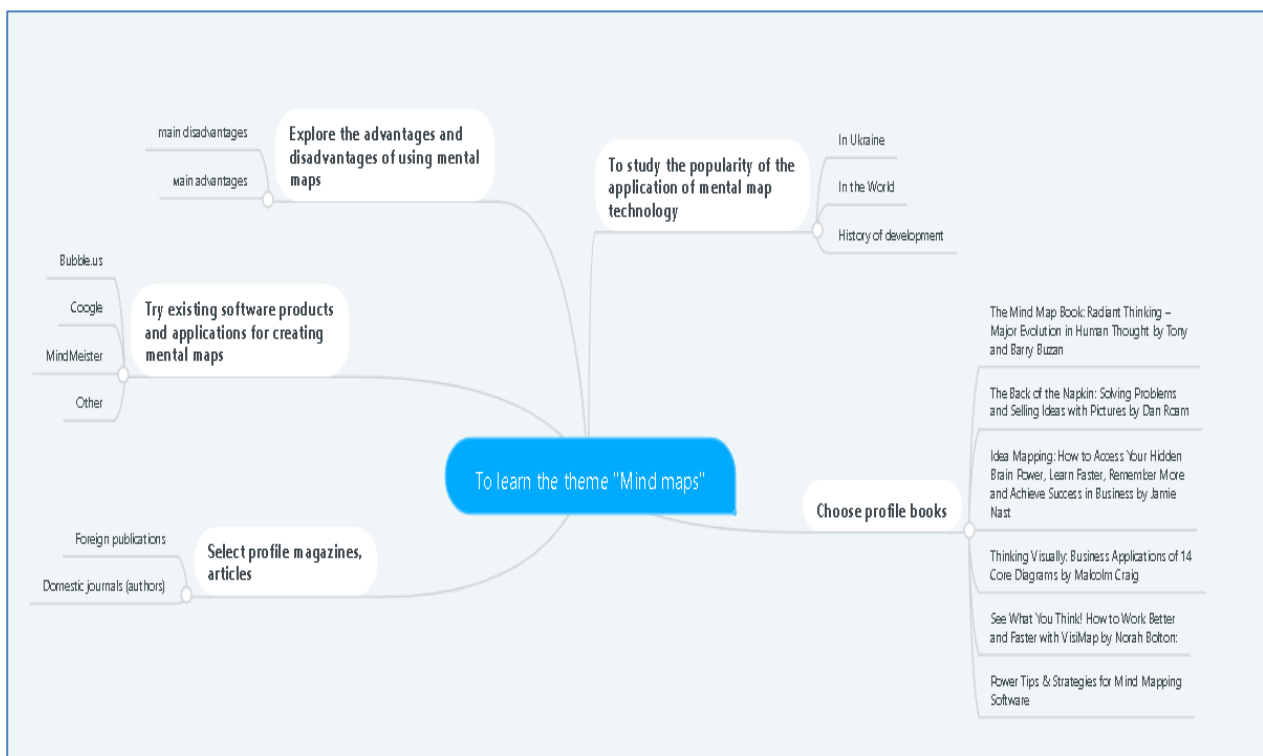 main disadvantages
Main advantages
Explore the advantages and
disadvantages of using mental
maps
To study the popularity of the
application of mental map
technology
In Ukraine
In the World
History of development
Bubble.us
Coogle
MindMeister
Other
Try existing software products
and applications for creating
mental maps
To learn the theme "Mind maps"
Foreign publications
Domestic journals (authors)
Select profile magazines,
articles
Choose profile books
The Mind Map Book: Radiant Thinking –
Major Evolution in Human Thought by Tony
and Barry Buzan
The Back of the Napkin: Solving Problems
and Selling Ideas with Pictures by Dan Roam
Idea Mapping: How to Access Your Hidden
Brain Power, Learn Faster, Remember More
and Achieve Success in Business by Jamie
Nast
Thinking Visually: Business Applications of 14
Core Diagrams by Malcolm Craig
See What You Think! How to Work Better
and Faster with VisiMap by Norah Bolton:
Power Tips & Strategies for Mind Mapping
Software